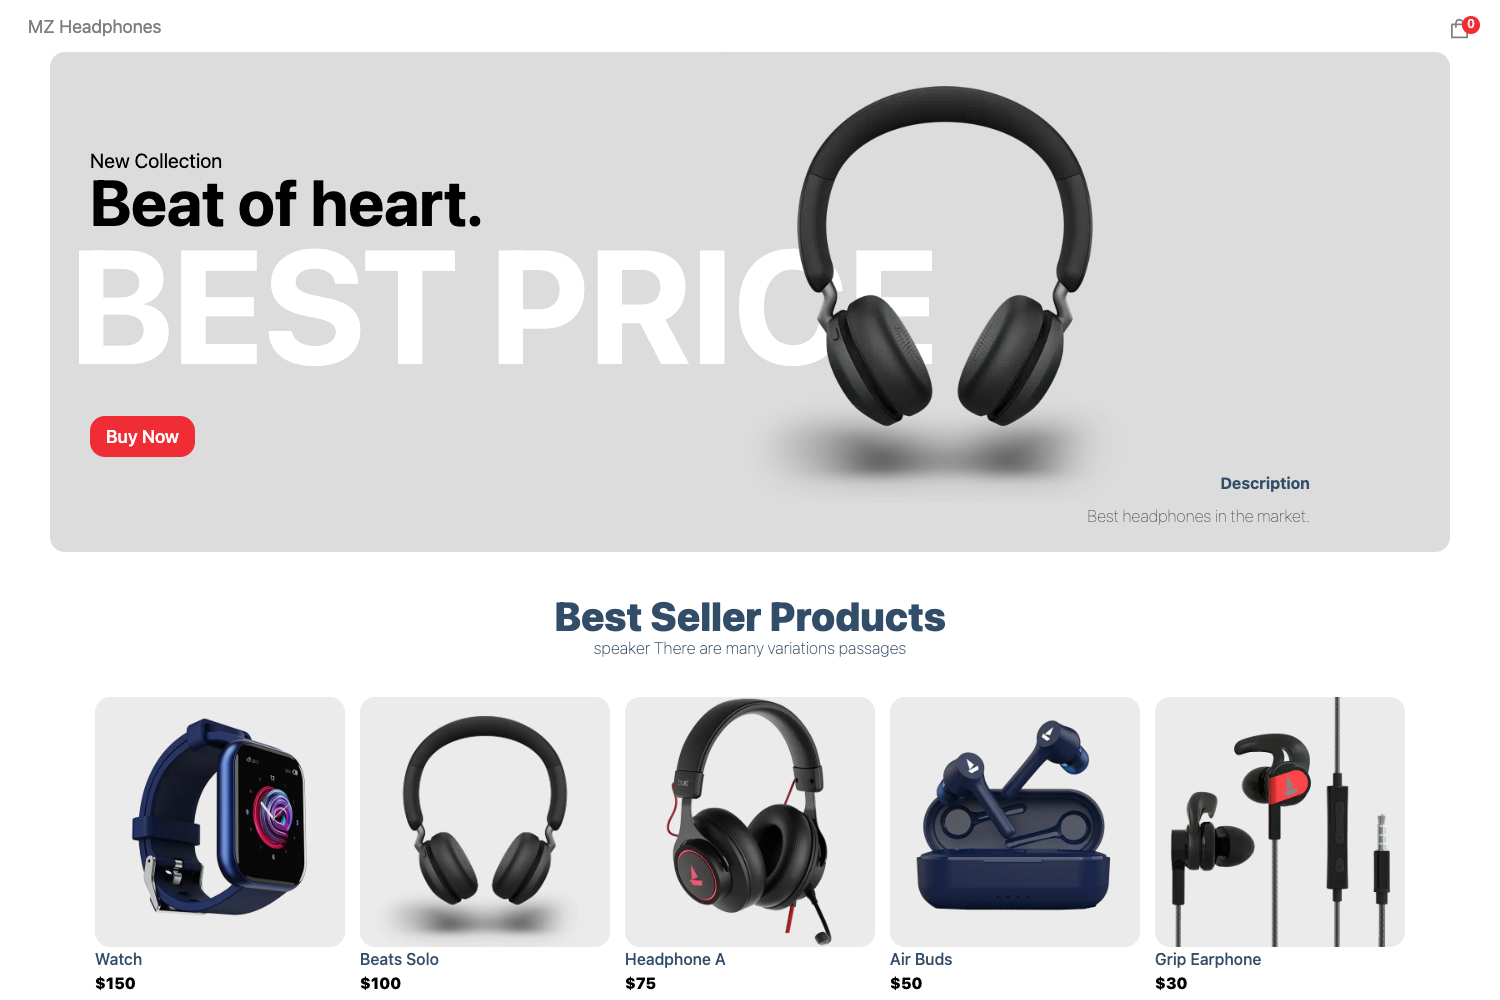 MZ Headphones
0
New Collection
Beat of heart.
BEST PRICE
Buy Now
Description
Best headphones in the market.
Best Seller Products
speaker There are many variations passages
Watch
$150
Beats Solo
$100
Headphone A
$75
Air Buds
$50
Grip Earphone
$30